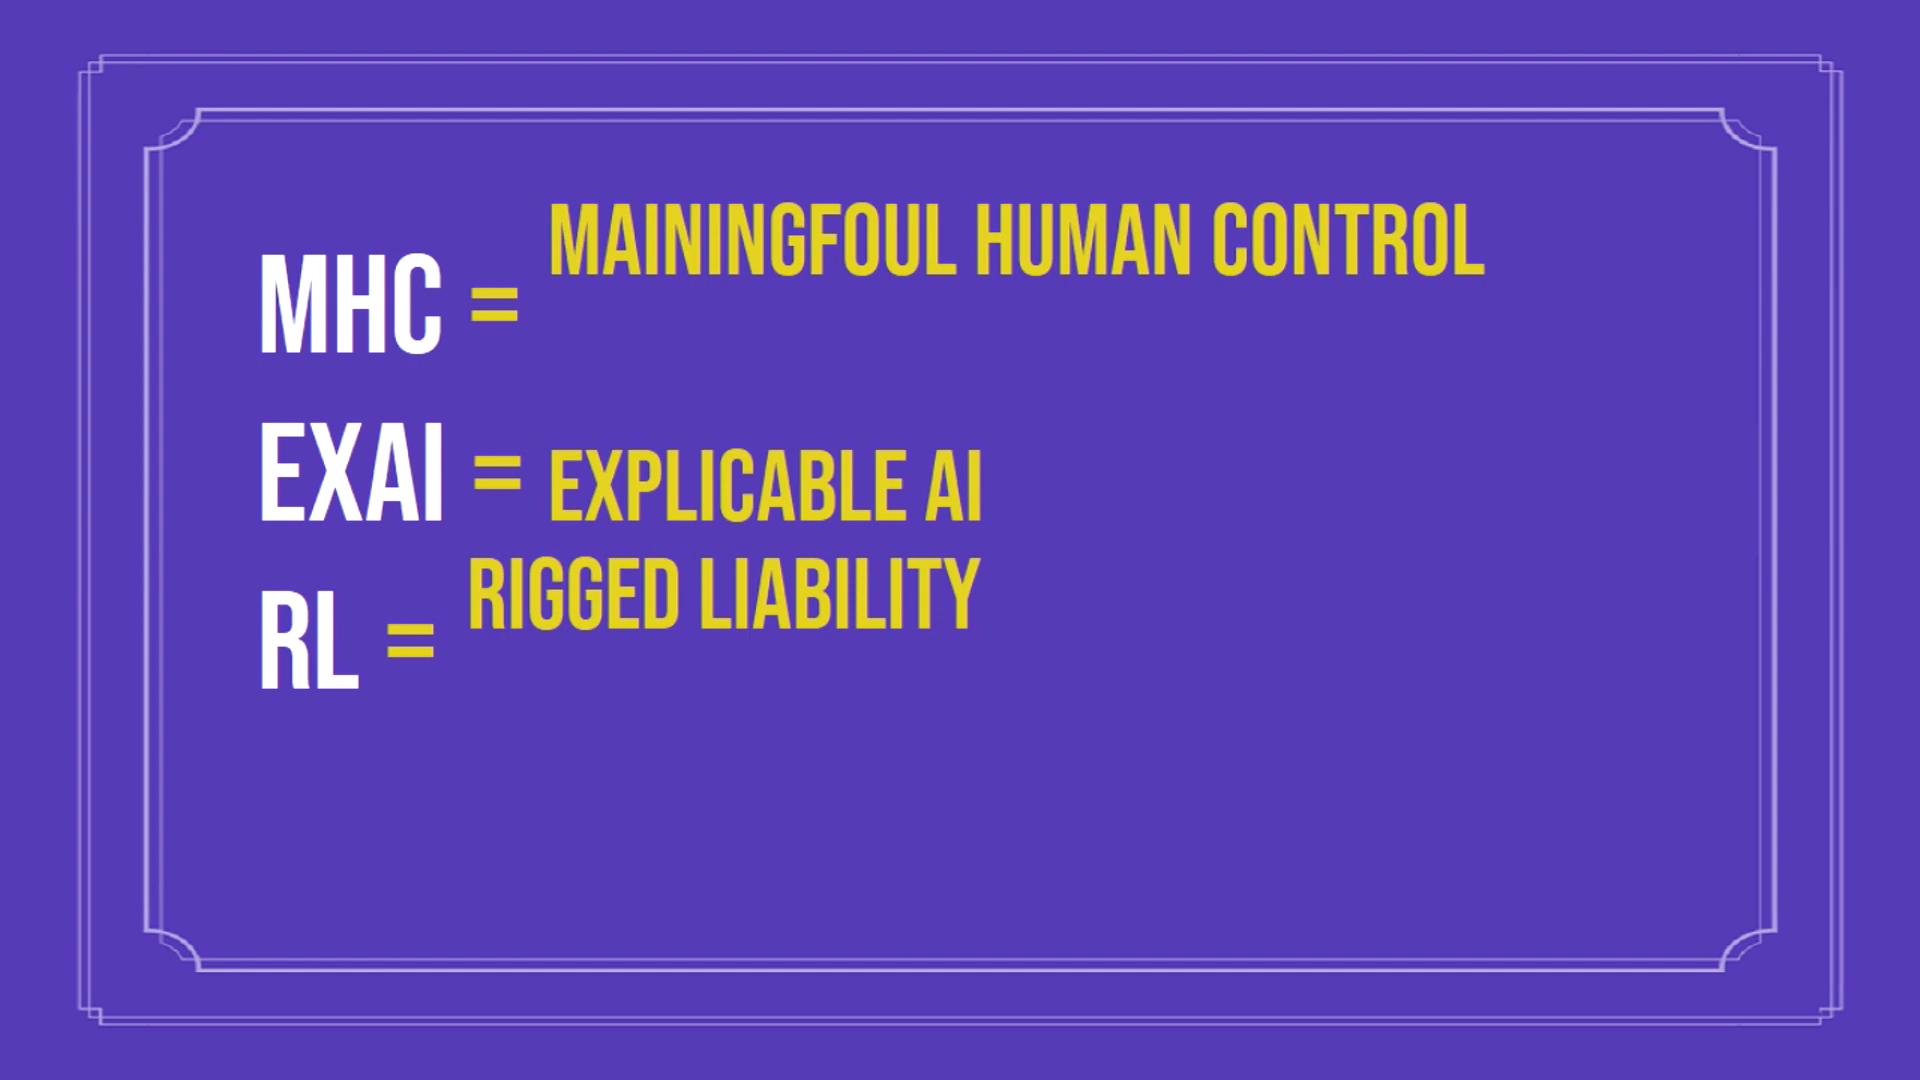 MHC = MAININGFOUL HUMAN CONTROL
EXAI = EXPLICABLE AI
RL = RIGGED LIABILITY